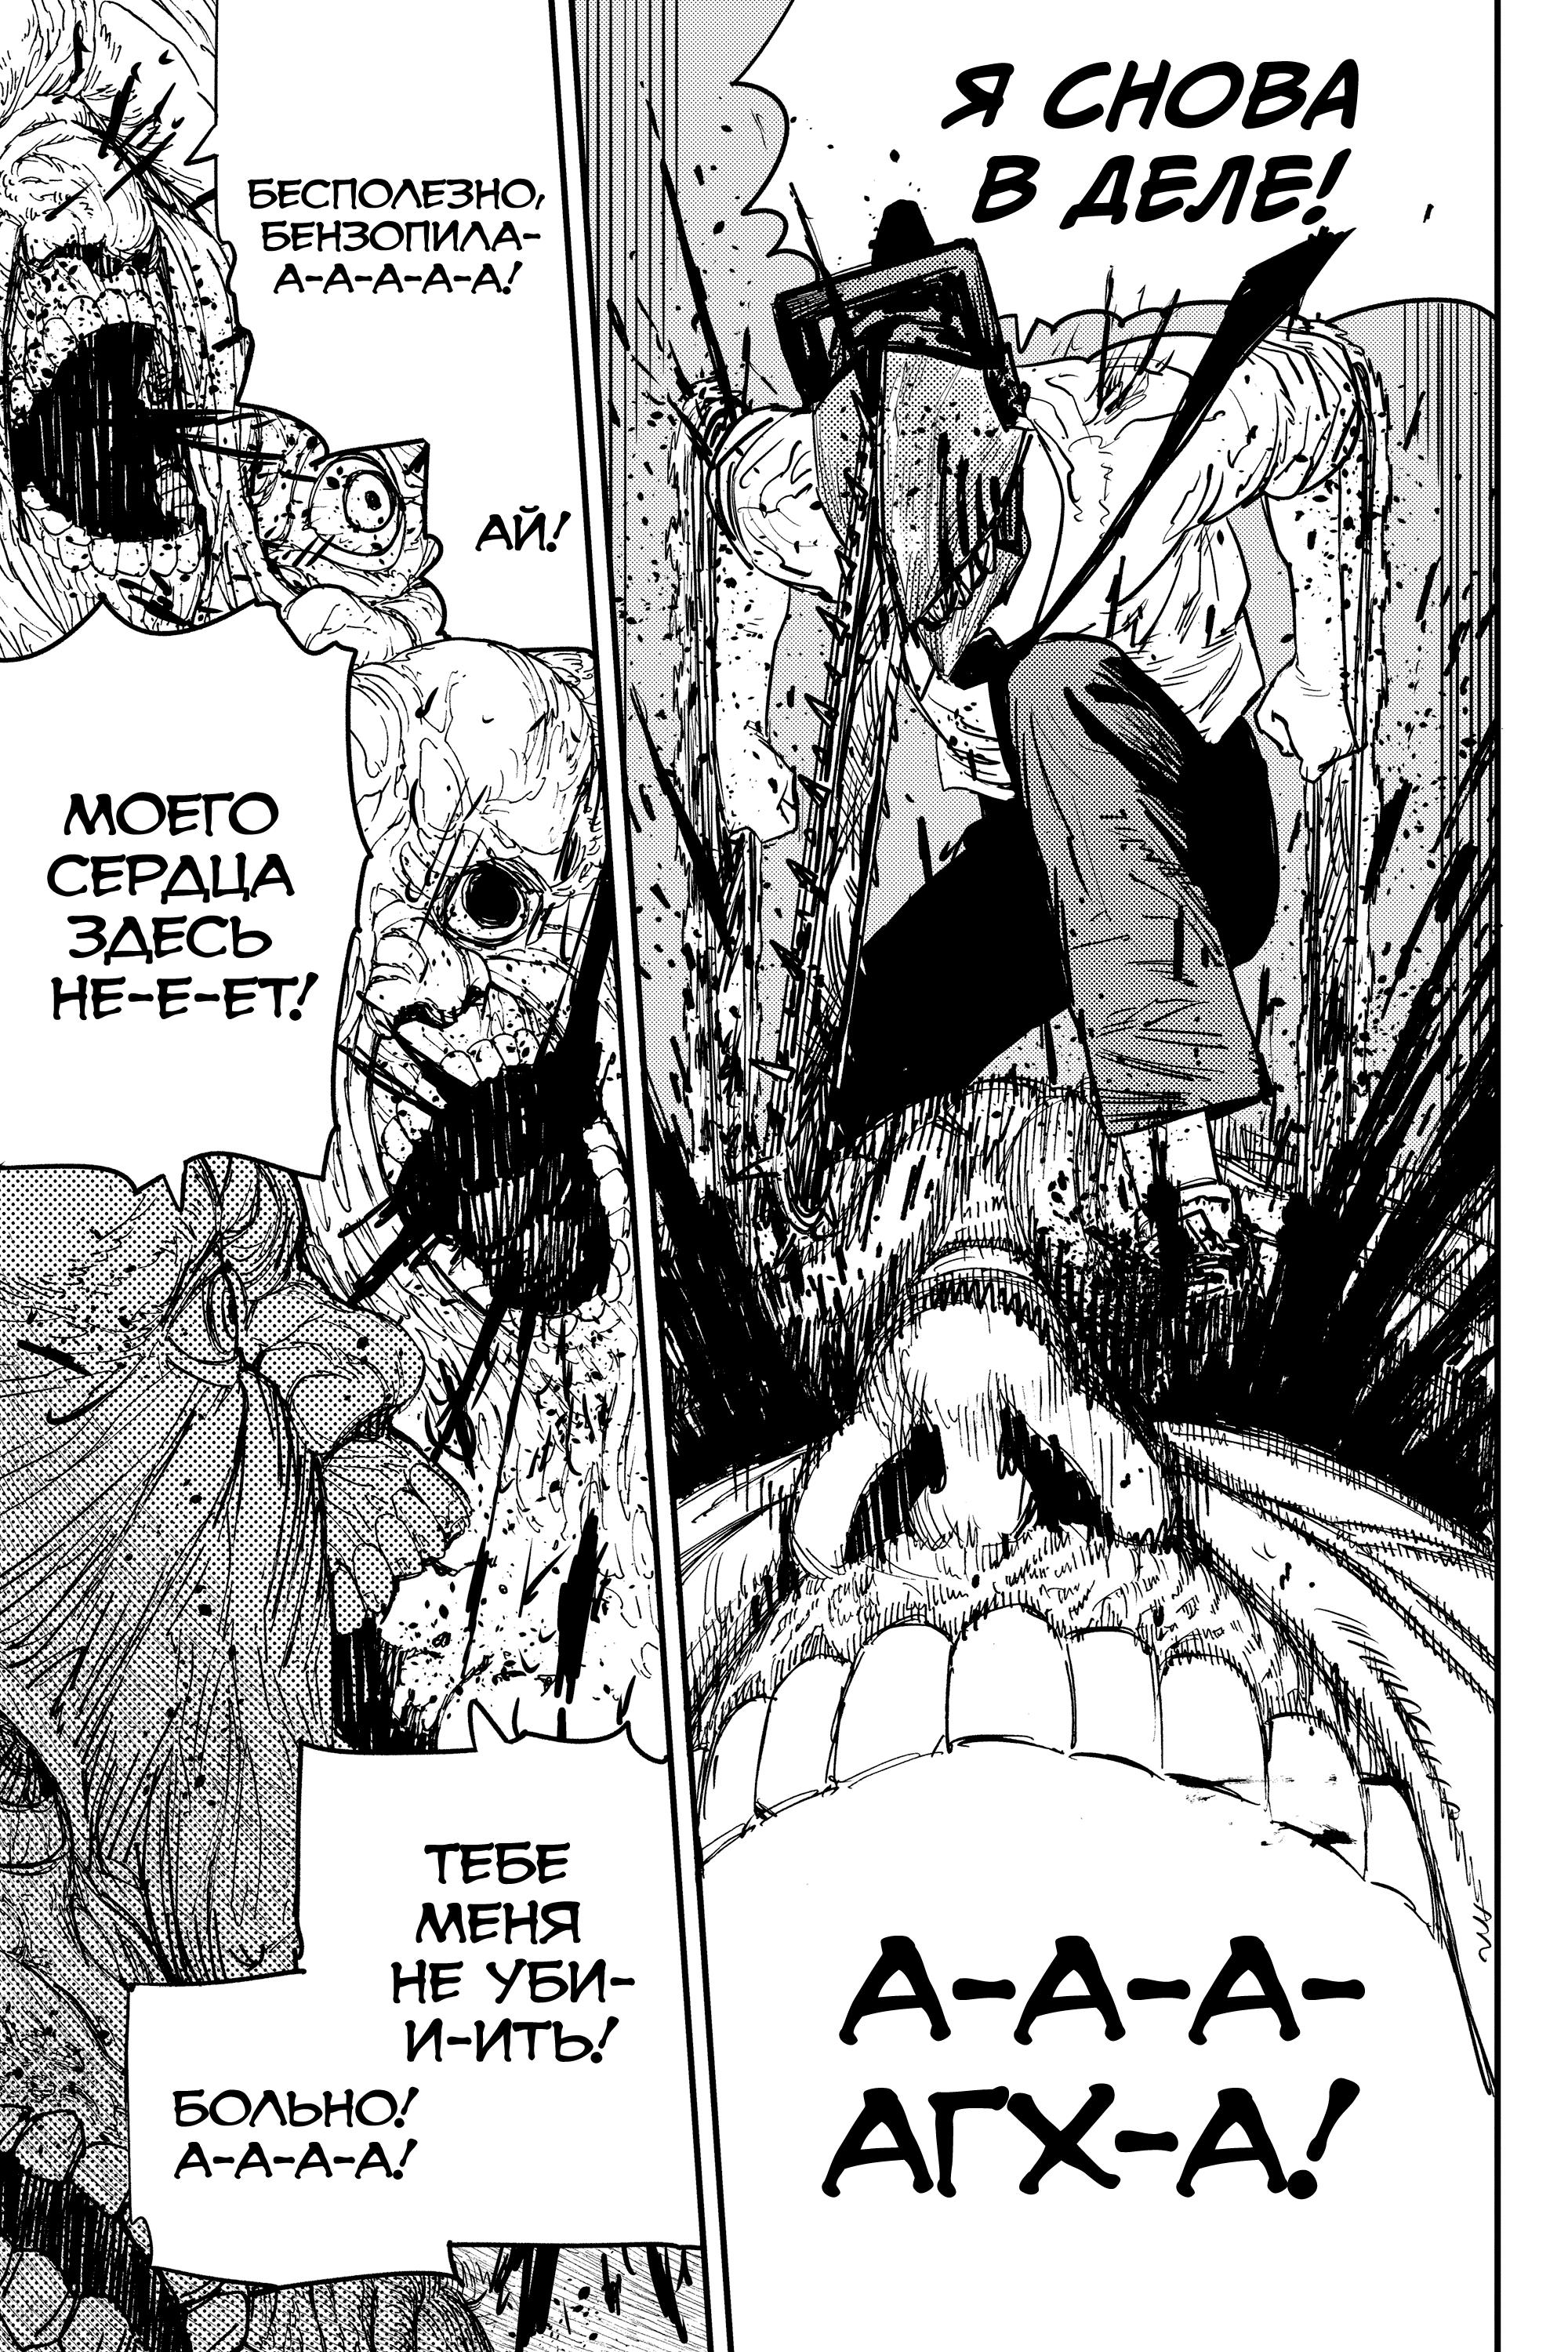 Я СНОВА
В ДЕЛЕ!
А-А-А-
АГХ-А!
БЕСПОЛЕЗНО,
БЕНЗОПИЛА-
А-А-А-А-А!
АЙ!
МОЕГО
СЕРДЦА
ЗДЕСЬ
НЕ-Е-ЕТ!
ТЕБЕ
МЕНЯ
НЕ УБИ-
И-ИТЬ!
БОЛЬНО!
А-А-А-А!